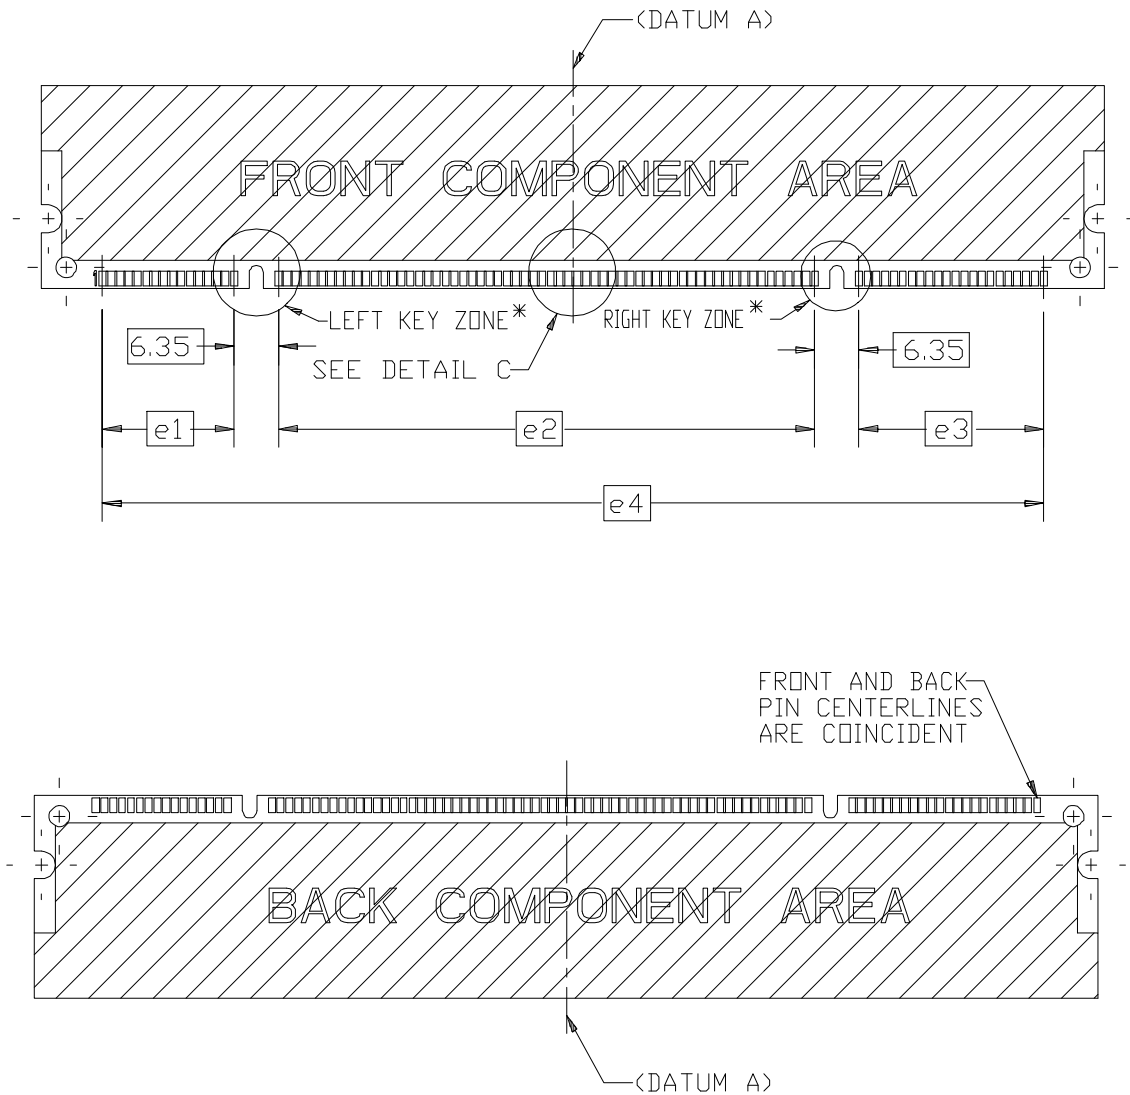 (DATUM A)
FRONT COMPONENT AREA
LEFT KEY ZONE*
RIGHT KEY ZONE*
6.35
SEE DETAIL C
6.35
e1
e2
e3
e4
FRONT AND BACK
PIN CENTERLINES
ARE COINCIDENT
BACK COMPONENT AREA
(DATUM A)